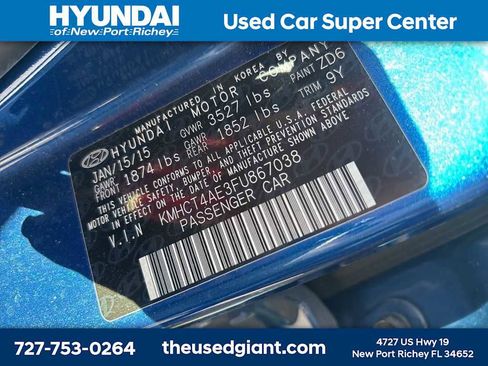 HYUNDAI
of New Port Richey
Used Car Super Center
MANUFACTURED BY IN KOREA BY
HYUNDAI MOTOR COMPANY
JAN/15/15 GVWR 3527 lbs PAINT ZD6
GAWR FRONT 1874 lbs GAWR REAR 1852 lbs TRIM 9Y
THIS VEHICLE CONFORMS TO ALL APPLICABLE U.S.A. FEDERAL
MOTOR VEHICLE SAFETY, BUMPER, AND THEFT PREVENTION STANDARDS
IN EFFECT ON THE DATE OF MANUFACTURE SHOWN ABOVE.
V.I.N KMHCT4AE3FU867038
PASSENGER CAR
727-753-0264
theusedgiant.com
4727 US Hwy 19
New Port Richey FL 34652